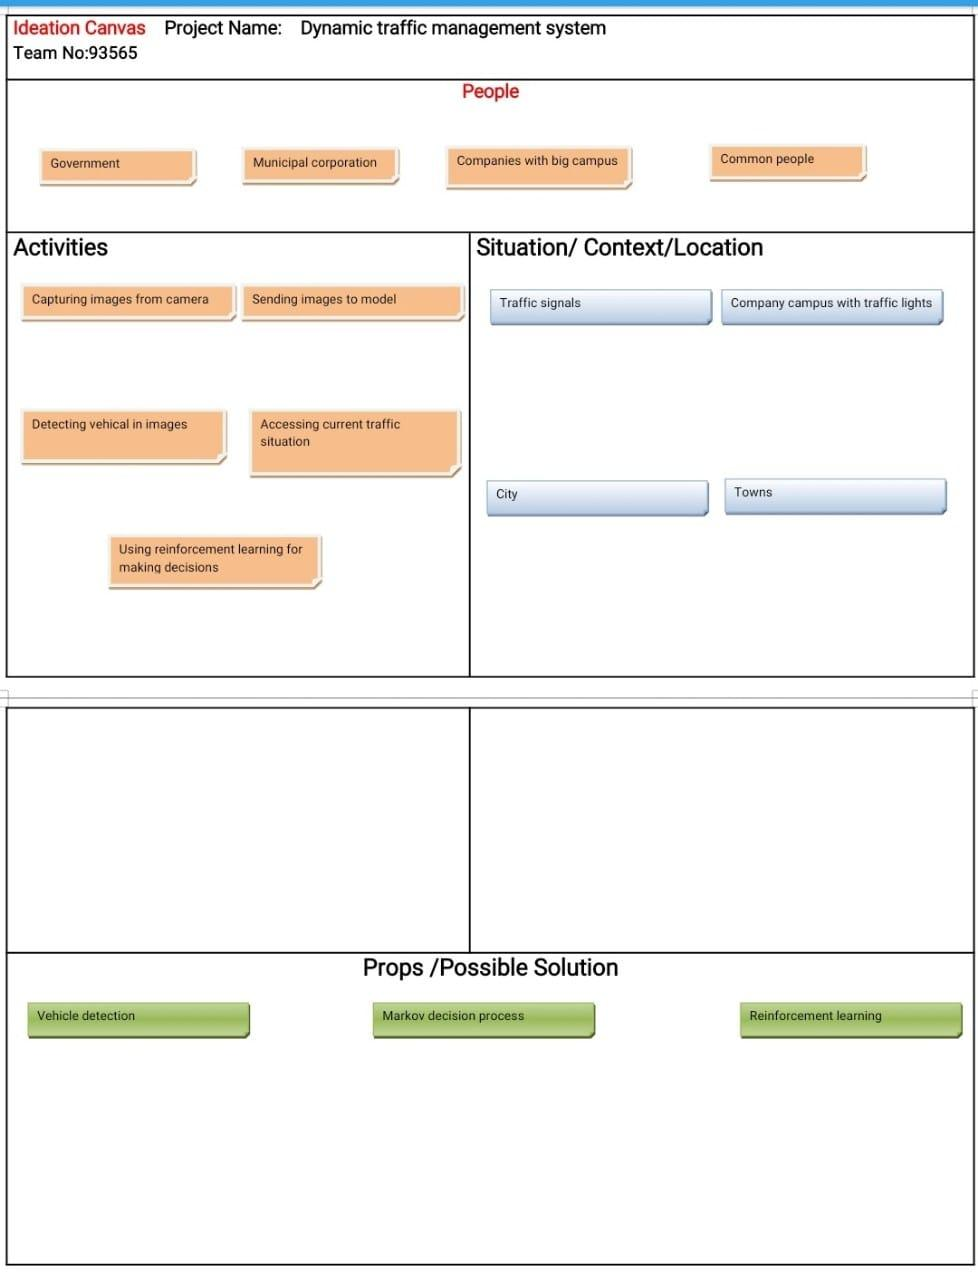 Ideation Canvas Project Name: Dynamic traffic management system
Team No:93565
People
Government
Municipal corporation
Companies with big campus
Common people
Activities
Capturing images from camera
Sending images to model
Detecting vehical in images
Accessing current traffic
situation
Using reinforcement learning for
making decisions
Situation/ Context/Location
Traffic signals
Company campus with traffic lights
City
Towns
Props /Possible Solution
Vehicle detection
Markov decision process
Reinforcement learning